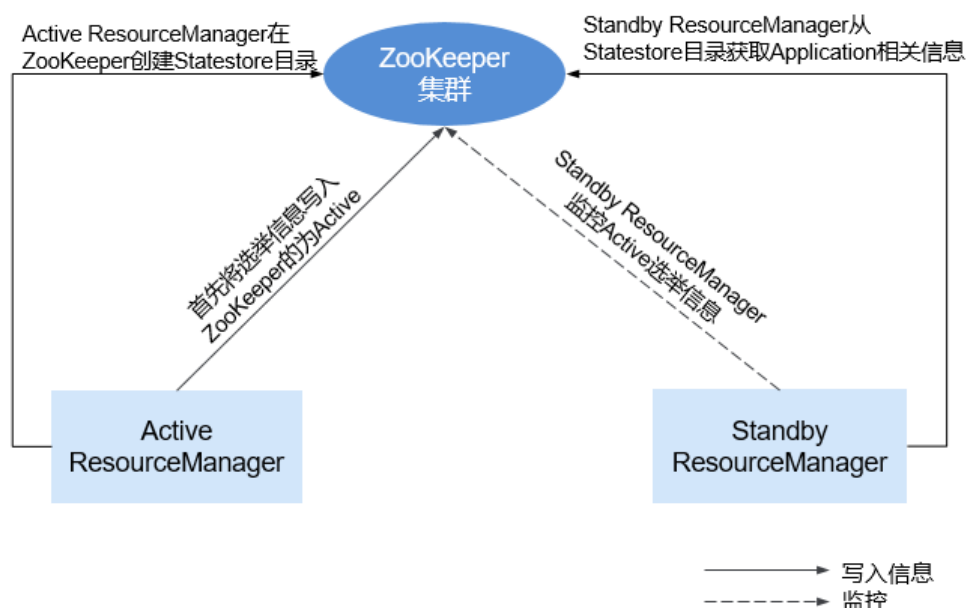 Active ResourceManager在
ZooKeeper创建Statestore目录
ZooKeeper
集群
Standby ResourceManager从
Statestore目录获取Application相关信息
首先将选举信息写入
ZooKeeper的为Active
Standby ResourceManager
监控Active选举信息
Active
ResourceManager
Standby
ResourceManager
写入信息
监控